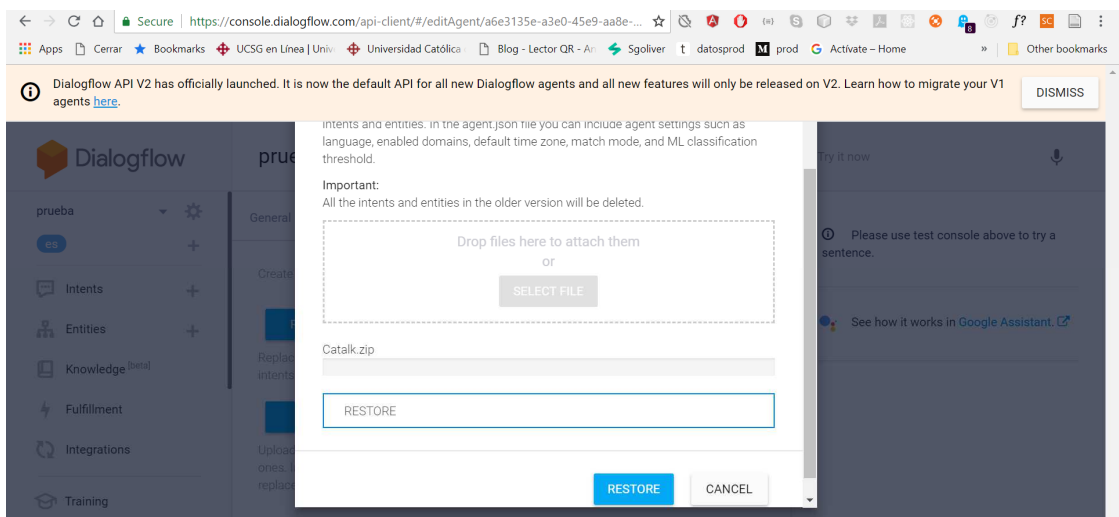 Secure | https://console.dialogflow.com/api-client/#/editAgent/a6e3135e-a3e0-45e9-aa8e-...
f?
SC
8
Apps Cerrar Bookmarks UCSG en Línea | Univ Universidad Católica Blog - Lector QR - An Sgoliver t datosprod M prod G Actívate – Home » Other bookmarks
Dialogflow API V2 has officially launched. It is now the default API for all new Dialogflow agents and all new features will only be released on V2. Learn how to migrate your V1
agents here.
DISMISS
intents and entities. In the agent.json file you can include agent settings such as
language, enabled domains, default time zone, match mode, and ML classification
threshold.
Dialogflow
prue
Try it now
Important:
All the intents and entities in the older version will be deleted.
prueba
General
es
Drop files here to attach them
or
SELECT FILE
Please use test console above to try a
sentence.
Create
Intents
Entities
See how it works in Google Assistant.
Replac
intents
Catalk.zip
Knowledge [beta]
RESTORE
Fulfillment
Integrations
Upload
ones. I
replace
RESTORE
CANCEL
Training